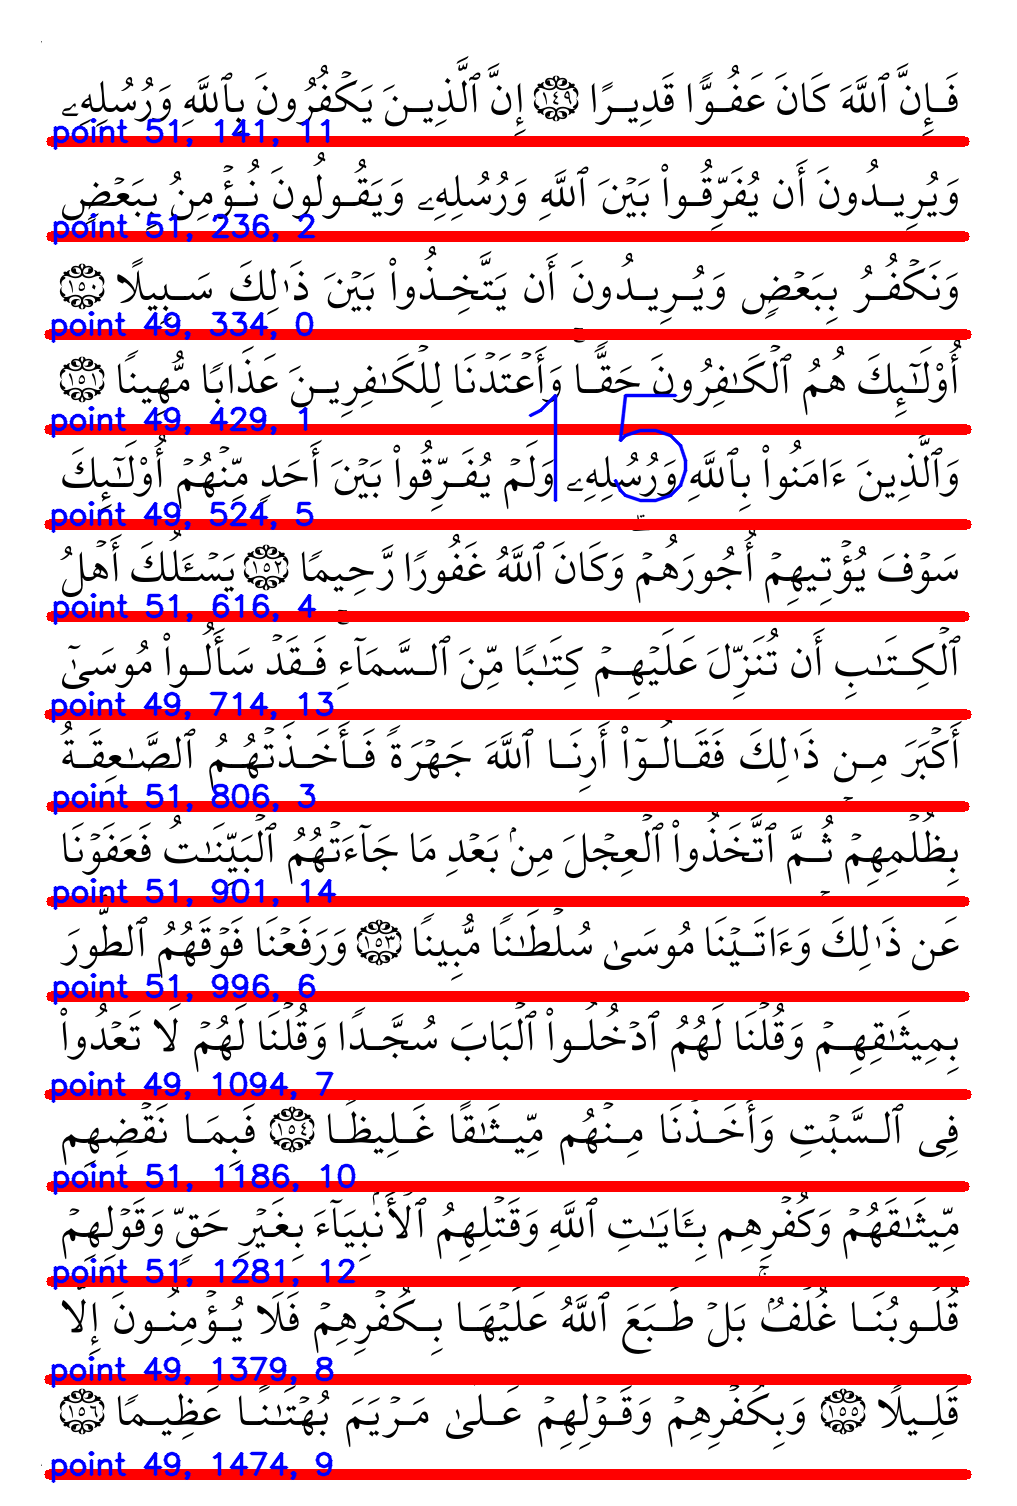 فَإِنَّ ٱللَّهَ كَانَ عَفُوًّا قَدِيرًا ١٤٩ إِنَّ ٱلَّذِينَ يَكْفُرُونَ بِٱللَّهِ وَرُسُلِهِۦ
point 51, 141, 11
وَيُرِيدُونَ أَن يُفَرِّقُوا۟ بَيْنَ ٱللَّهِ وَرُسُلِهِۦ وَيَقُولُونَ نُؤْمِنُ بِبَعْضٍ
point 51, 236, 2
وَنَكْفُرُ بِبَعْضٍ وَيُرِيدُونَ أَن يَتَّخِذُوا۟ بَيْنَ ذَٰلِكَ سَبِيلًا ١٥٠
point 49, 334, 0
أُو۟لَـٰٓئِكَ هُمُ ٱلْكَـٰفِرُونَ حَقًّا وَأَعْتَدْنَا لِلْكَـٰفِرِينَ عَذَابًا مُّهِينًا ١٥١
point 49, 429, 1
15
وَٱلَّذِينَ ءَامَنُوا۟ بِٱللَّهِ وَرُسُلِهِۦ وَلَمْ يُفَرِّقُوا۟ بَيْنَ أَحَدٍ مِّنْهُمْ أُو۟لَـٰٓئِكَ
point 49, 524, 5
سَوْفَ يُؤْتِيهِمْ أُجُورَهُمْ وَكَانَ ٱللَّهُ غَفُورًا رَّحِيمًا ١٥٢ يَسْـَٔلُكَ أَهْلُ
point 51, 616, 4
ٱلْكِتَـٰبِ أَن تُنَزِّلَ عَلَيْهِمْ كِتَـٰبًا مِّنَ ٱلسَّمَآءِ فَقَدْ سَأَلُوا۟ مُوسَىٰٓ
point 49, 714, 13
أَكْبَرَ مِن ذَٰلِكَ فَقَالُوٓا۟ أَرِنَا ٱللَّهَ جَهْرَةً فَأَخَذَتْهُمُ ٱلصَّـٰعِقَةُ
point 51, 806, 3
بِظُلْمِهِمْ ثُمَّ ٱتَّخَذُوا۟ ٱلْعِجْلَ مِنۢ بَعْدِ مَا جَآءَتْهُمُ ٱلْبَيِّنَـٰتُ فَعَفَوْنَا
point 51, 901, 14
عَن ذَٰلِكَ وَءَاتَيْنَا مُوسَىٰ سُلْطَـٰنًا مُّبِينًا ١٥٣ وَرَفَعْنَا فَوْقَهُمُ ٱلطُّورَ
point 51, 996, 6
بِمِيثَـٰقِهِمْ وَقُلْنَا لَهُمُ ٱدْخُلُوا۟ ٱلْبَابَ سُجَّدًا وَقُلْنَا لَهُمْ لَا تَعْدُوا۟
point 49, 1094, 7
فِى ٱلسَّبْتِ وَأَخَذْنَا مِنْهُم مِّيثَـٰقًا غَلِيظًا ١٥٤ فَبِمَا نَقْضِهِم
point 51, 1186, 10
مِّيثَـٰقَهُمْ وَكُفْرِهِم بِـَٔايَـٰتِ ٱللَّهِ وَقَتْلِهِمُ ٱلْأَنۢبِيَآءَ بِغَيْرِ حَقٍّ وَقَوْلِهِمْ
point 51, 1281, 12
قُلُوبُنَا غُلْفٌۢ بَلْ طَبَعَ ٱللَّهُ عَلَيْهَا بِكُفْرِهِمْ فَلَا يُؤْمِنُونَ إِلَّا
point 49, 1379, 8
قَلِيلًا ١٥٥ وَبِكُفْرِهِمْ وَقَوْلِهِمْ عَلَىٰ مَرْيَمَ بُهْتَـٰنًا عَظِيمًا ١٥٦
point 49, 1474, 9